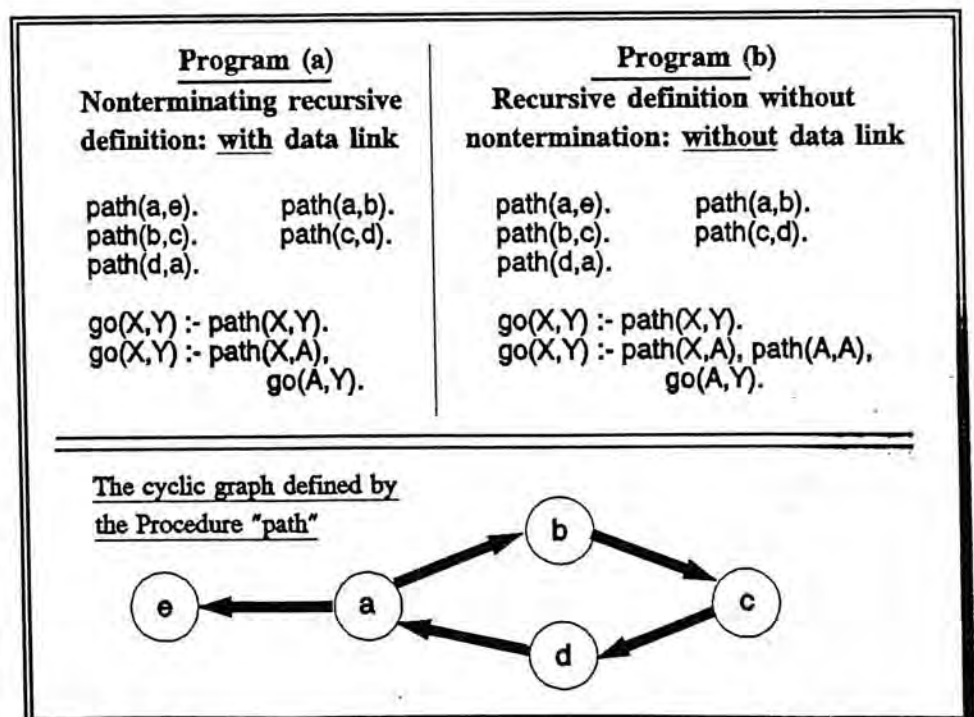 Program (a)
Nonterminating recursive
definition: with data link
path(a,e). path(a,b).
path(b,c). path(c,d).
path(d,a).
go(X,Y) :- path(X,Y).
go(X,Y) :- path(X,A),
go(A,Y).
Program (b)
Recursive definition without
nontermination: without data link
path(a,e). path(a,b).
path(b,c). path(c,d).
path(d,a).
go(X,Y) :- path(X,Y).
go(X,Y) :- path(X,A), path(A,A),
go(A,Y).
The cyclic graph defined by
the Procedure "path"
b
e
a
c
d